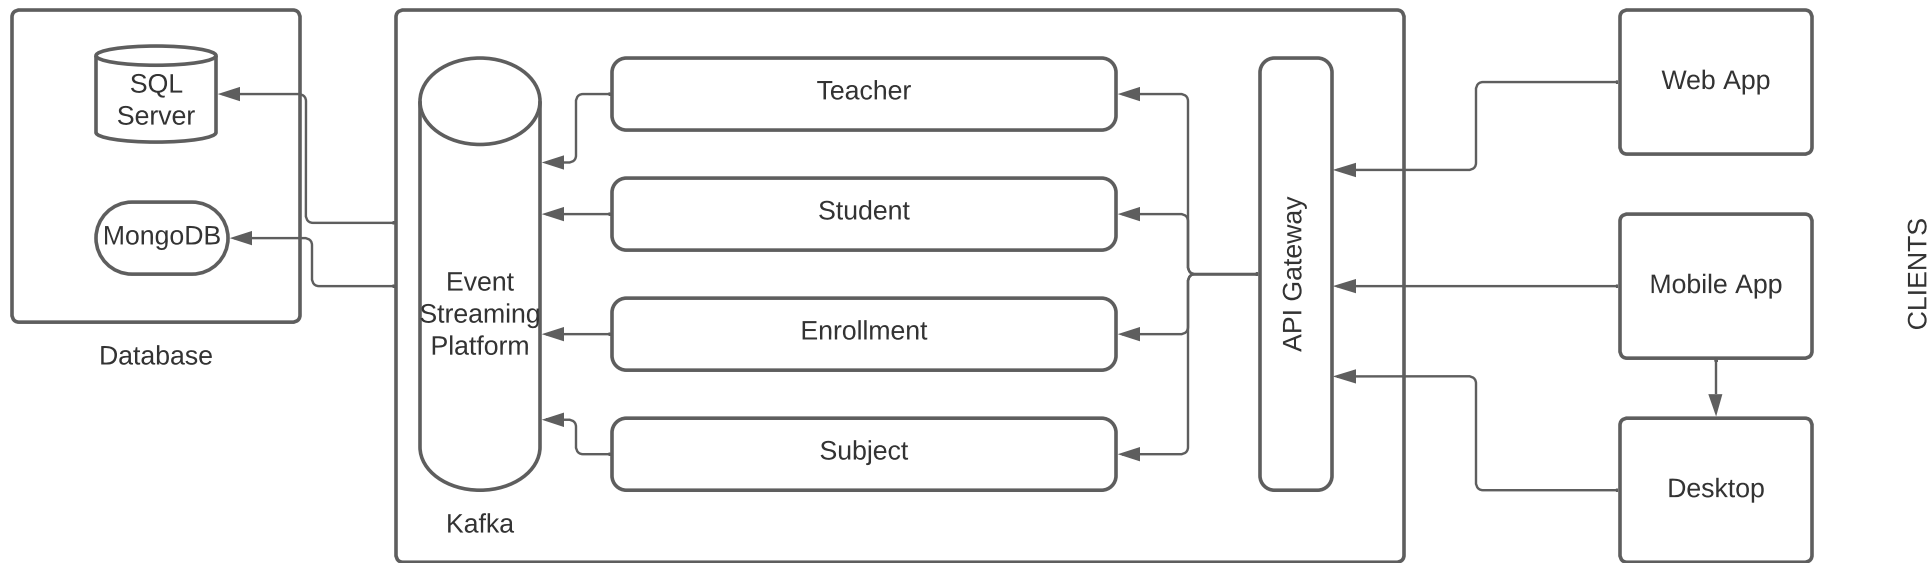 SQL
Server
MongoDB
Database
Event
Streaming
Platform
Kafka
Teacher
Student
Enrollment
Subject
API Gateway
Web App
Mobile App
Desktop
CLIENTS